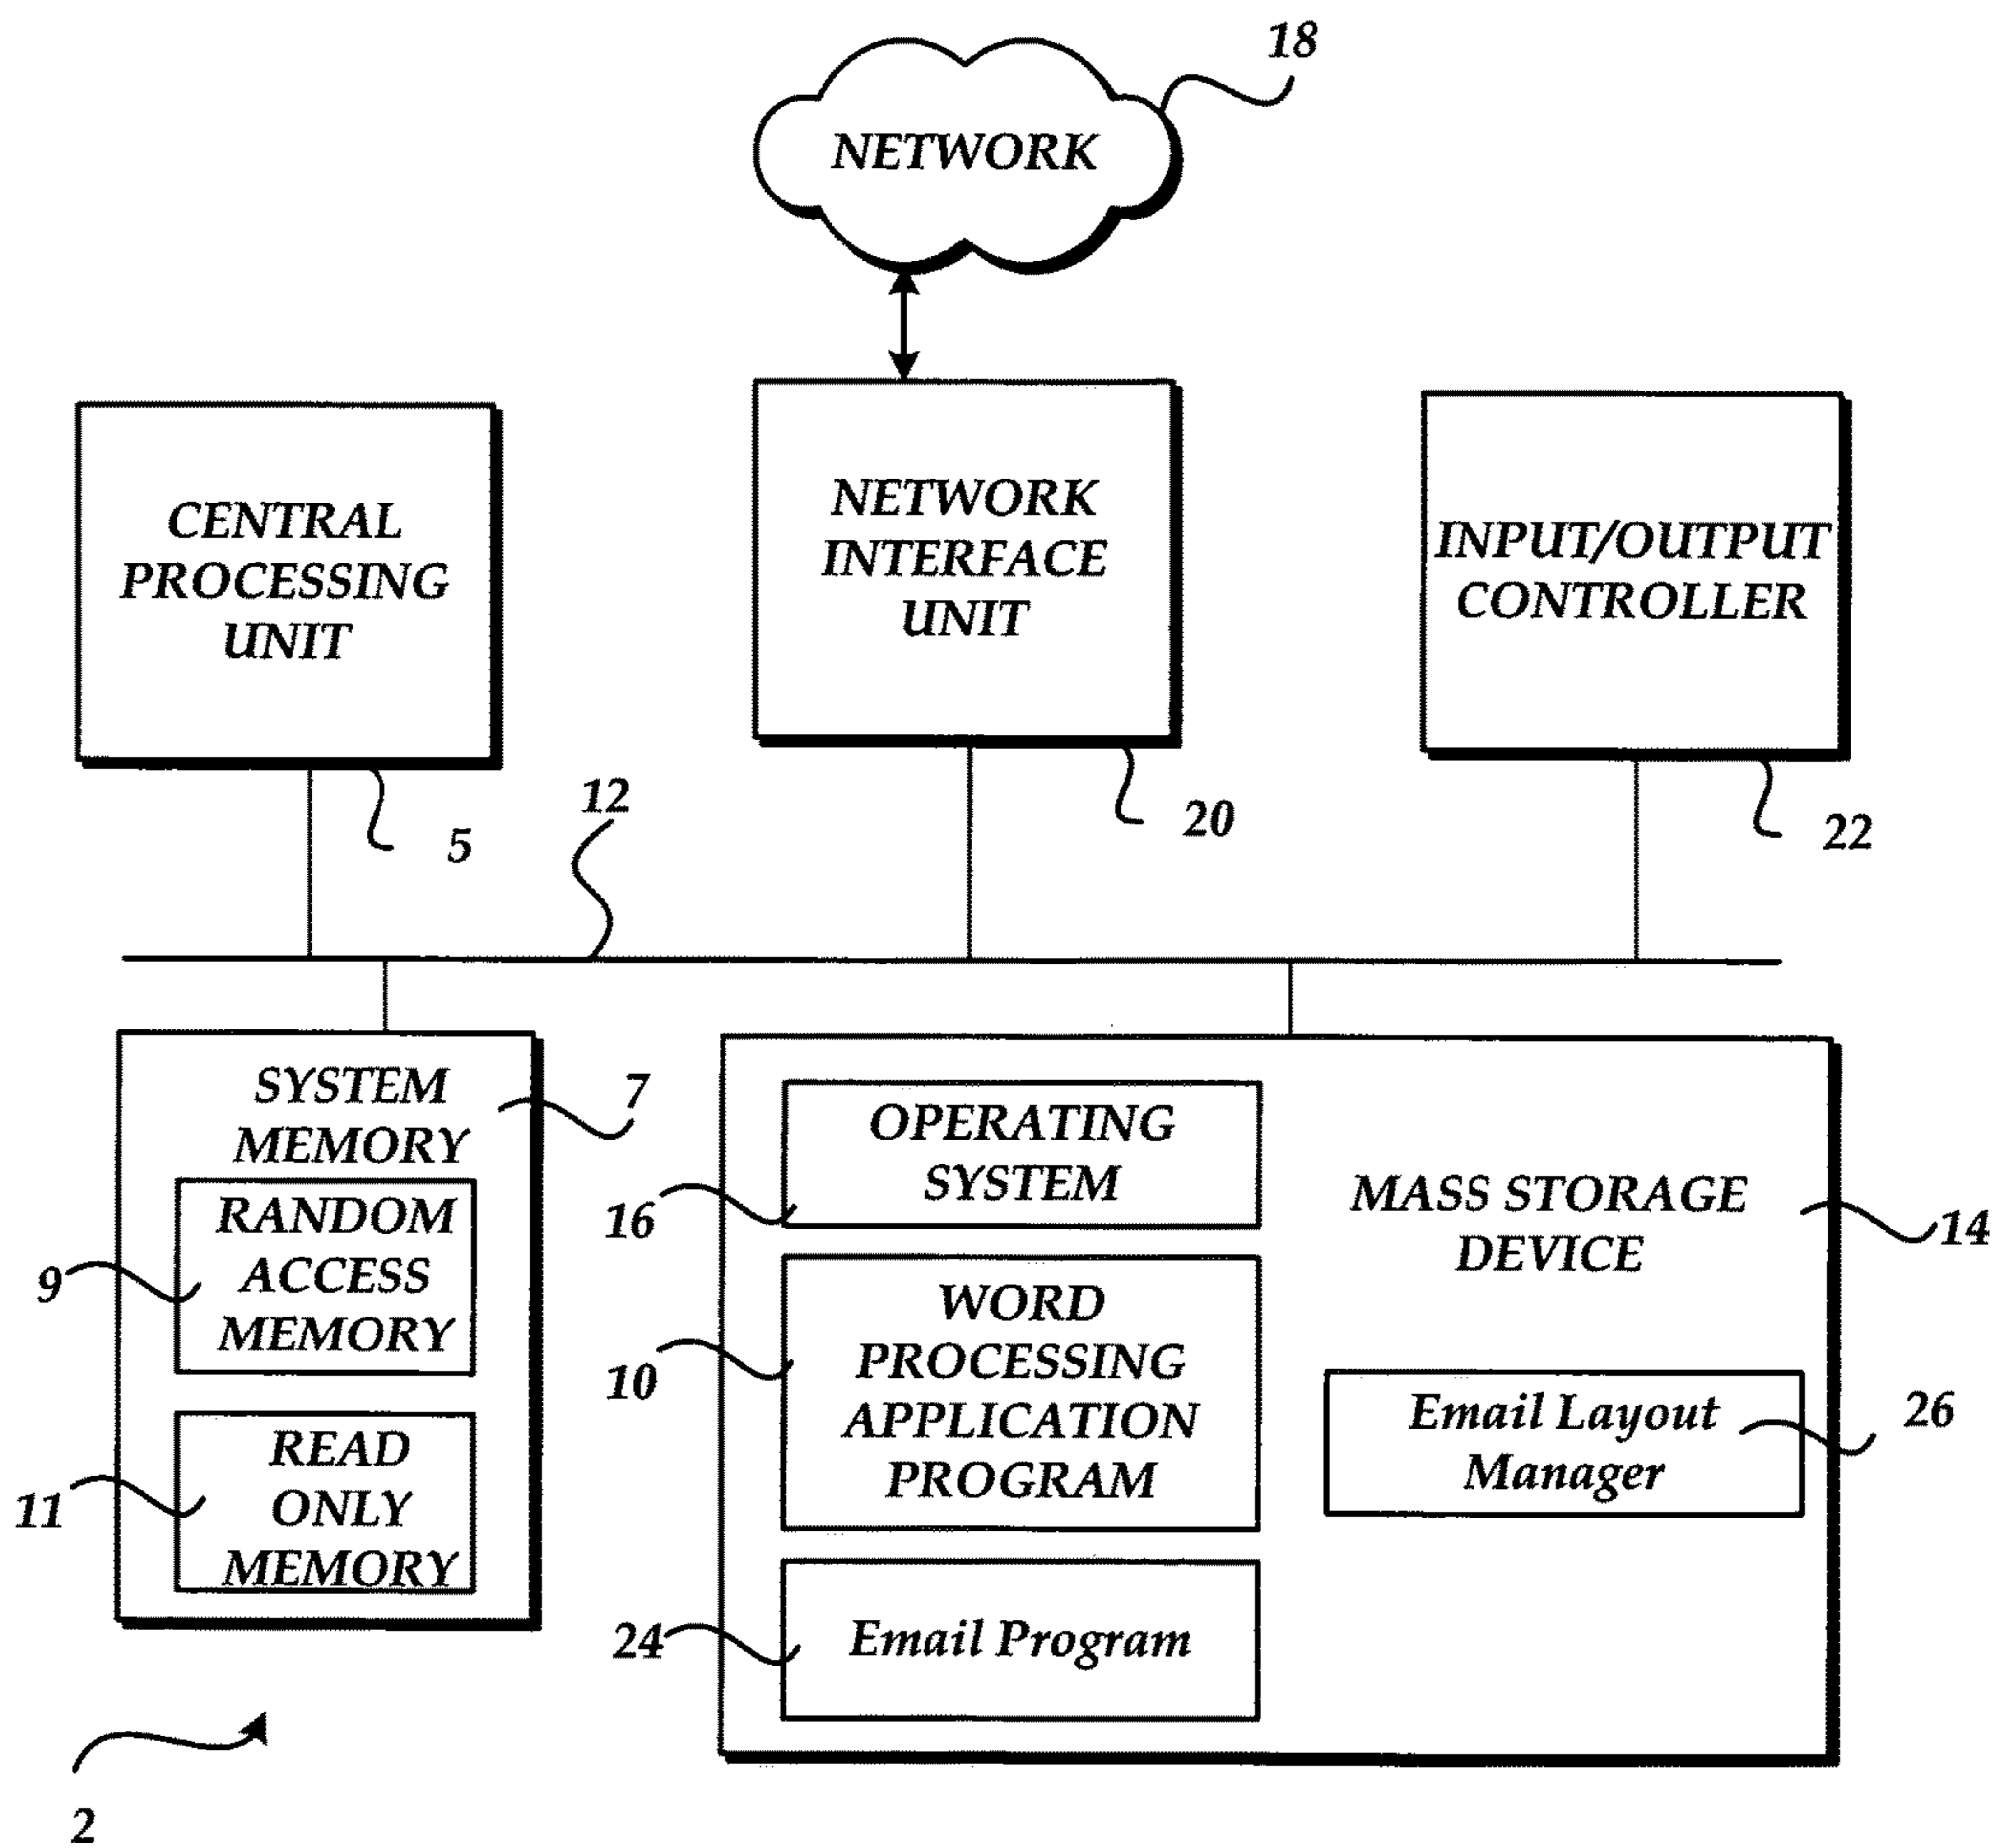 18
NETWORK
CENTRAL
PROCESSING
UNIT
NETWORK
INTERFACE
UNIT
INPUT/OUTPUT
CONTROLLER
12
5
20
22
SYSTEM
MEMORY
7
RANDOM
ACCESS
MEMORY
9
READ
ONLY
MEMORY
11
OPERATING
SYSTEM
16
MASS STORAGE
DEVICE
14
WORD
PROCESSING
APPLICATION
PROGRAM
10
Email Layout
Manager
26
Email Program
24
2